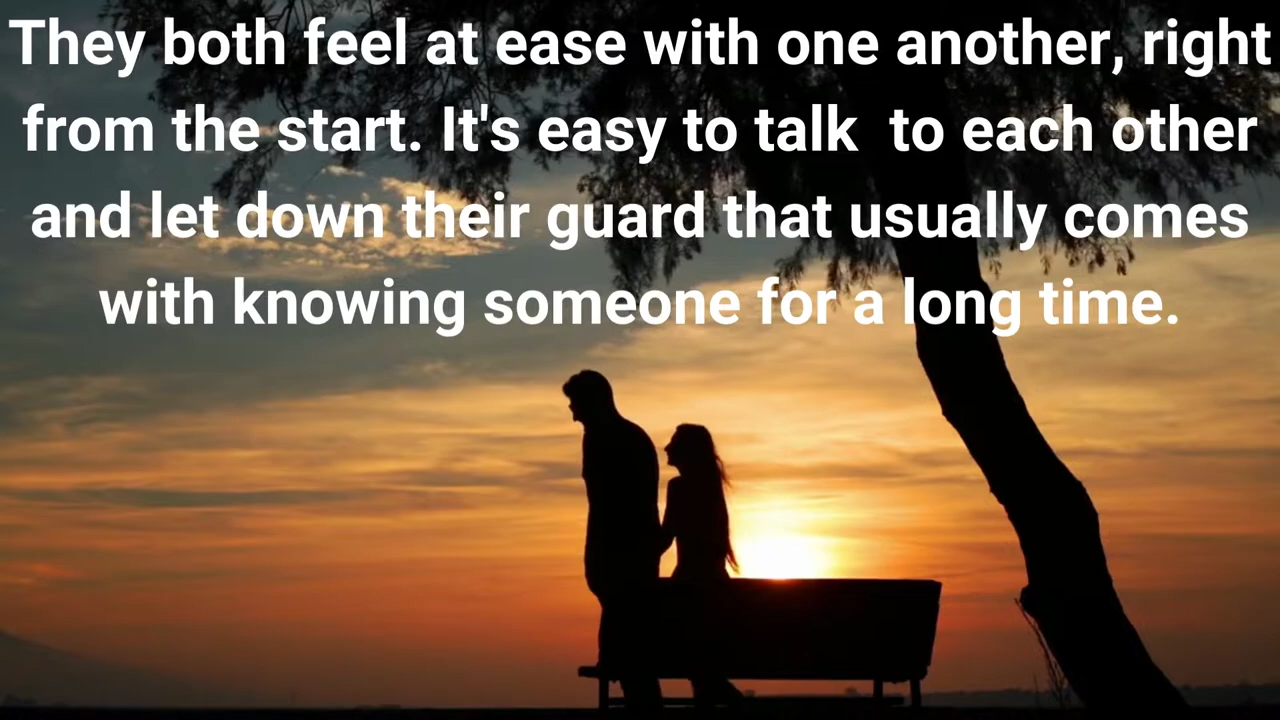 They both feel at ease with one another, right
from the start. It's easy to talk  to each other
and let down their guard that usually comes
with knowing someone for a long time.